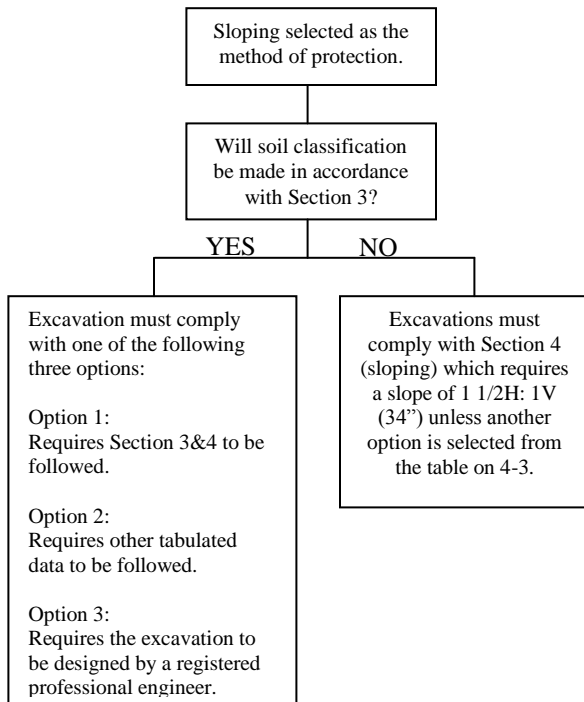 Sloping selected as the
method of protection.
Will soil classification
be made in accordance
with Section 3?
YES
NO
Excavation must comply
with one of the following
three options:
Option 1:
Requires Section 3&4 to be
followed.
Option 2:
Requires other tabulated
data to be followed.
Option 3:
Requires the excavation to
be designed by a registered
professional engineer.
Excavations must
comply with Section 4
(sloping) which requires
a slope of 1 1/2H: 1V
(34”) unless another
option is selected from
the table on 4-3.